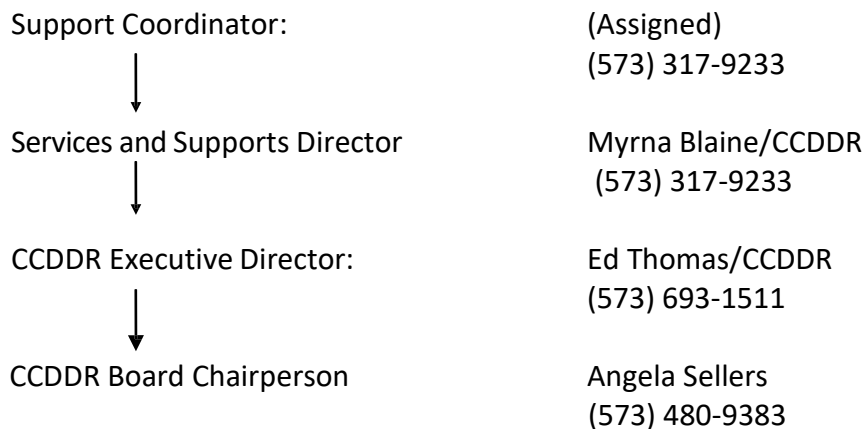 Support Coordinator: (Assigned)
(573) 317-9233
Services and Supports Director Myrna Blaine/CCDDR
(573) 317-9233
CCDDR Executive Director: Ed Thomas/CCDDR
(573) 693-1511
CCDDR Board Chairperson Angela Sellers
(573) 480-9383